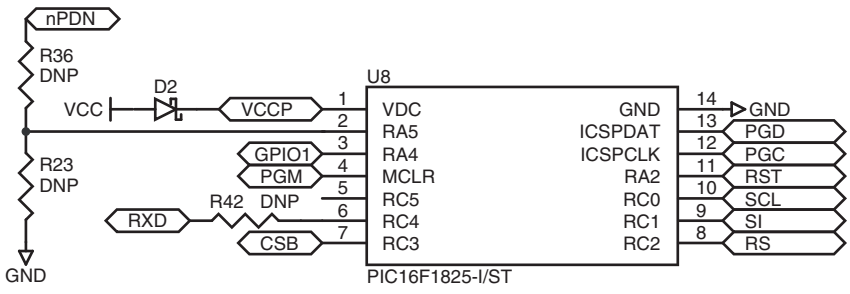 nPDN
R36
DNP
D2
VCC
VCCP
R23
DNP
GND
GPIO1
PGM
R42 DNP
RXD
CSB
U8
1 VDC
2 RA5
3 RA4
4 MCLR
5 RC5
6 RC4
7 RC3
GND 14 GND
ICSPDAT 13 PGD
ICSPCLK 12 PGC
RA2 11 RST
RC0 10 SCL
RC1 9 SI
RC2 8 RS
PIC16F1825-I/ST